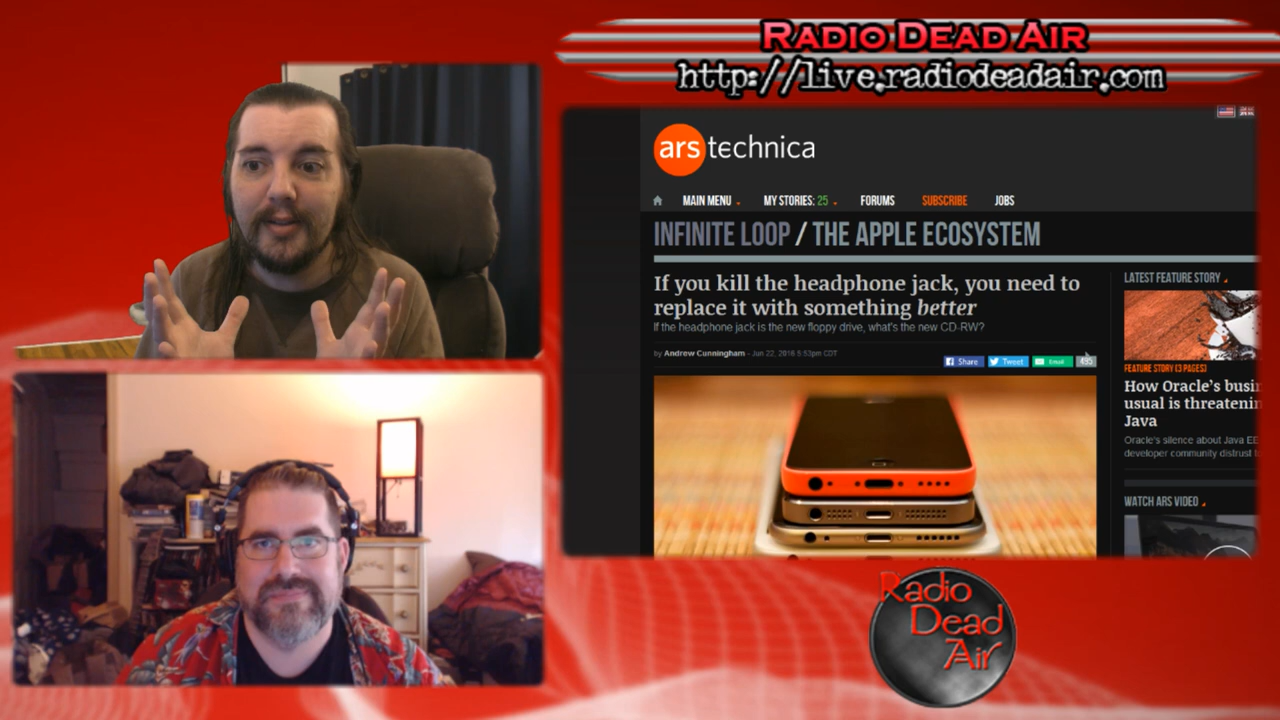 RADIO DEAD AIR
http://live.radiodeadair.com
ars technica
MAIN MENU
MY STORIES: 25
FORUMS
SUBSCRIBE
JOBS
INFINITE LOOP / THE APPLE ECOSYSTEM
If you kill the headphone jack, you need to
replace it with something better
If the headphone jack is the new floppy drive, what's the new CD-RW?
by Andrew Cunningham - Jun 22, 2016 5:53pm CDT
Share
Tweet
Email
495
LATEST FEATURE STORY
FEATURE STORY (3 PAGES)
How Oracle's busi
usual is threatenin
Java
Oracle's silence about Java EE
developer community distrust
WATCH ARS VIDEO
Radio
Dead
Air